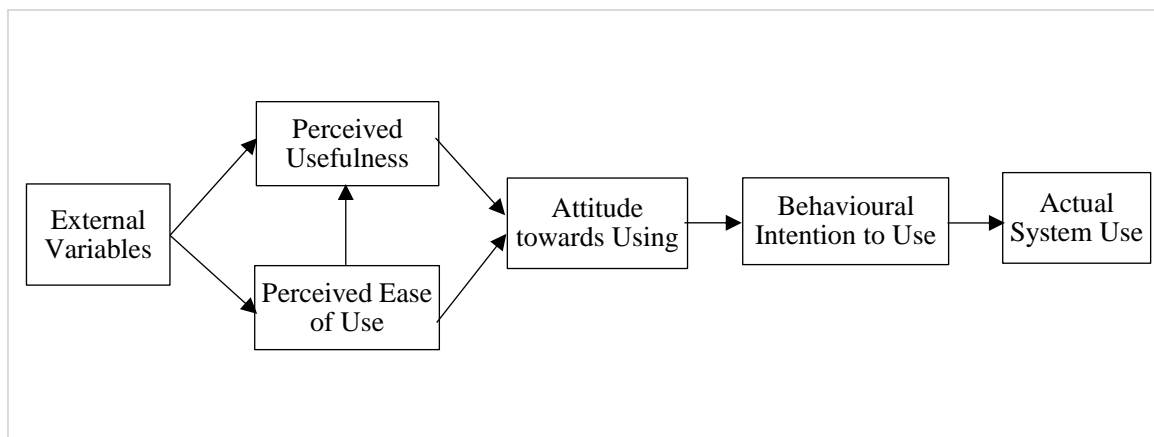 External
Variables
Perceived
Usefulness
Perceived Ease
of Use
Attitude
towards Using
Behavioural
Intention to Use
Actual
System Use